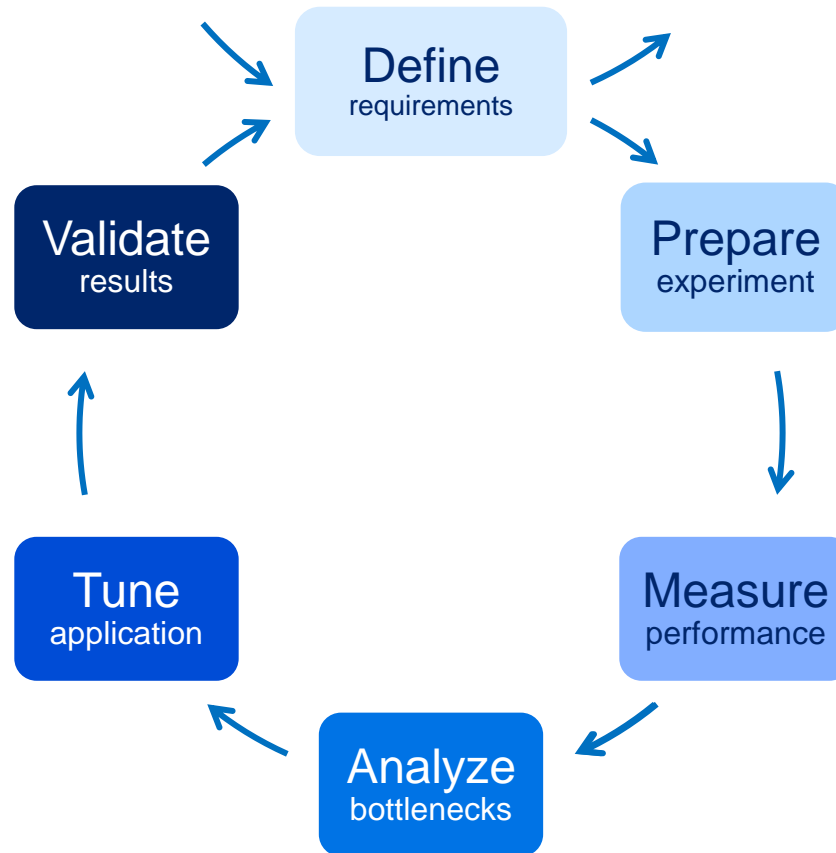 Define
requirements
Prepare
experiment
Measure
performance
Analyze
bottlenecks
Tune
application
Validate
results